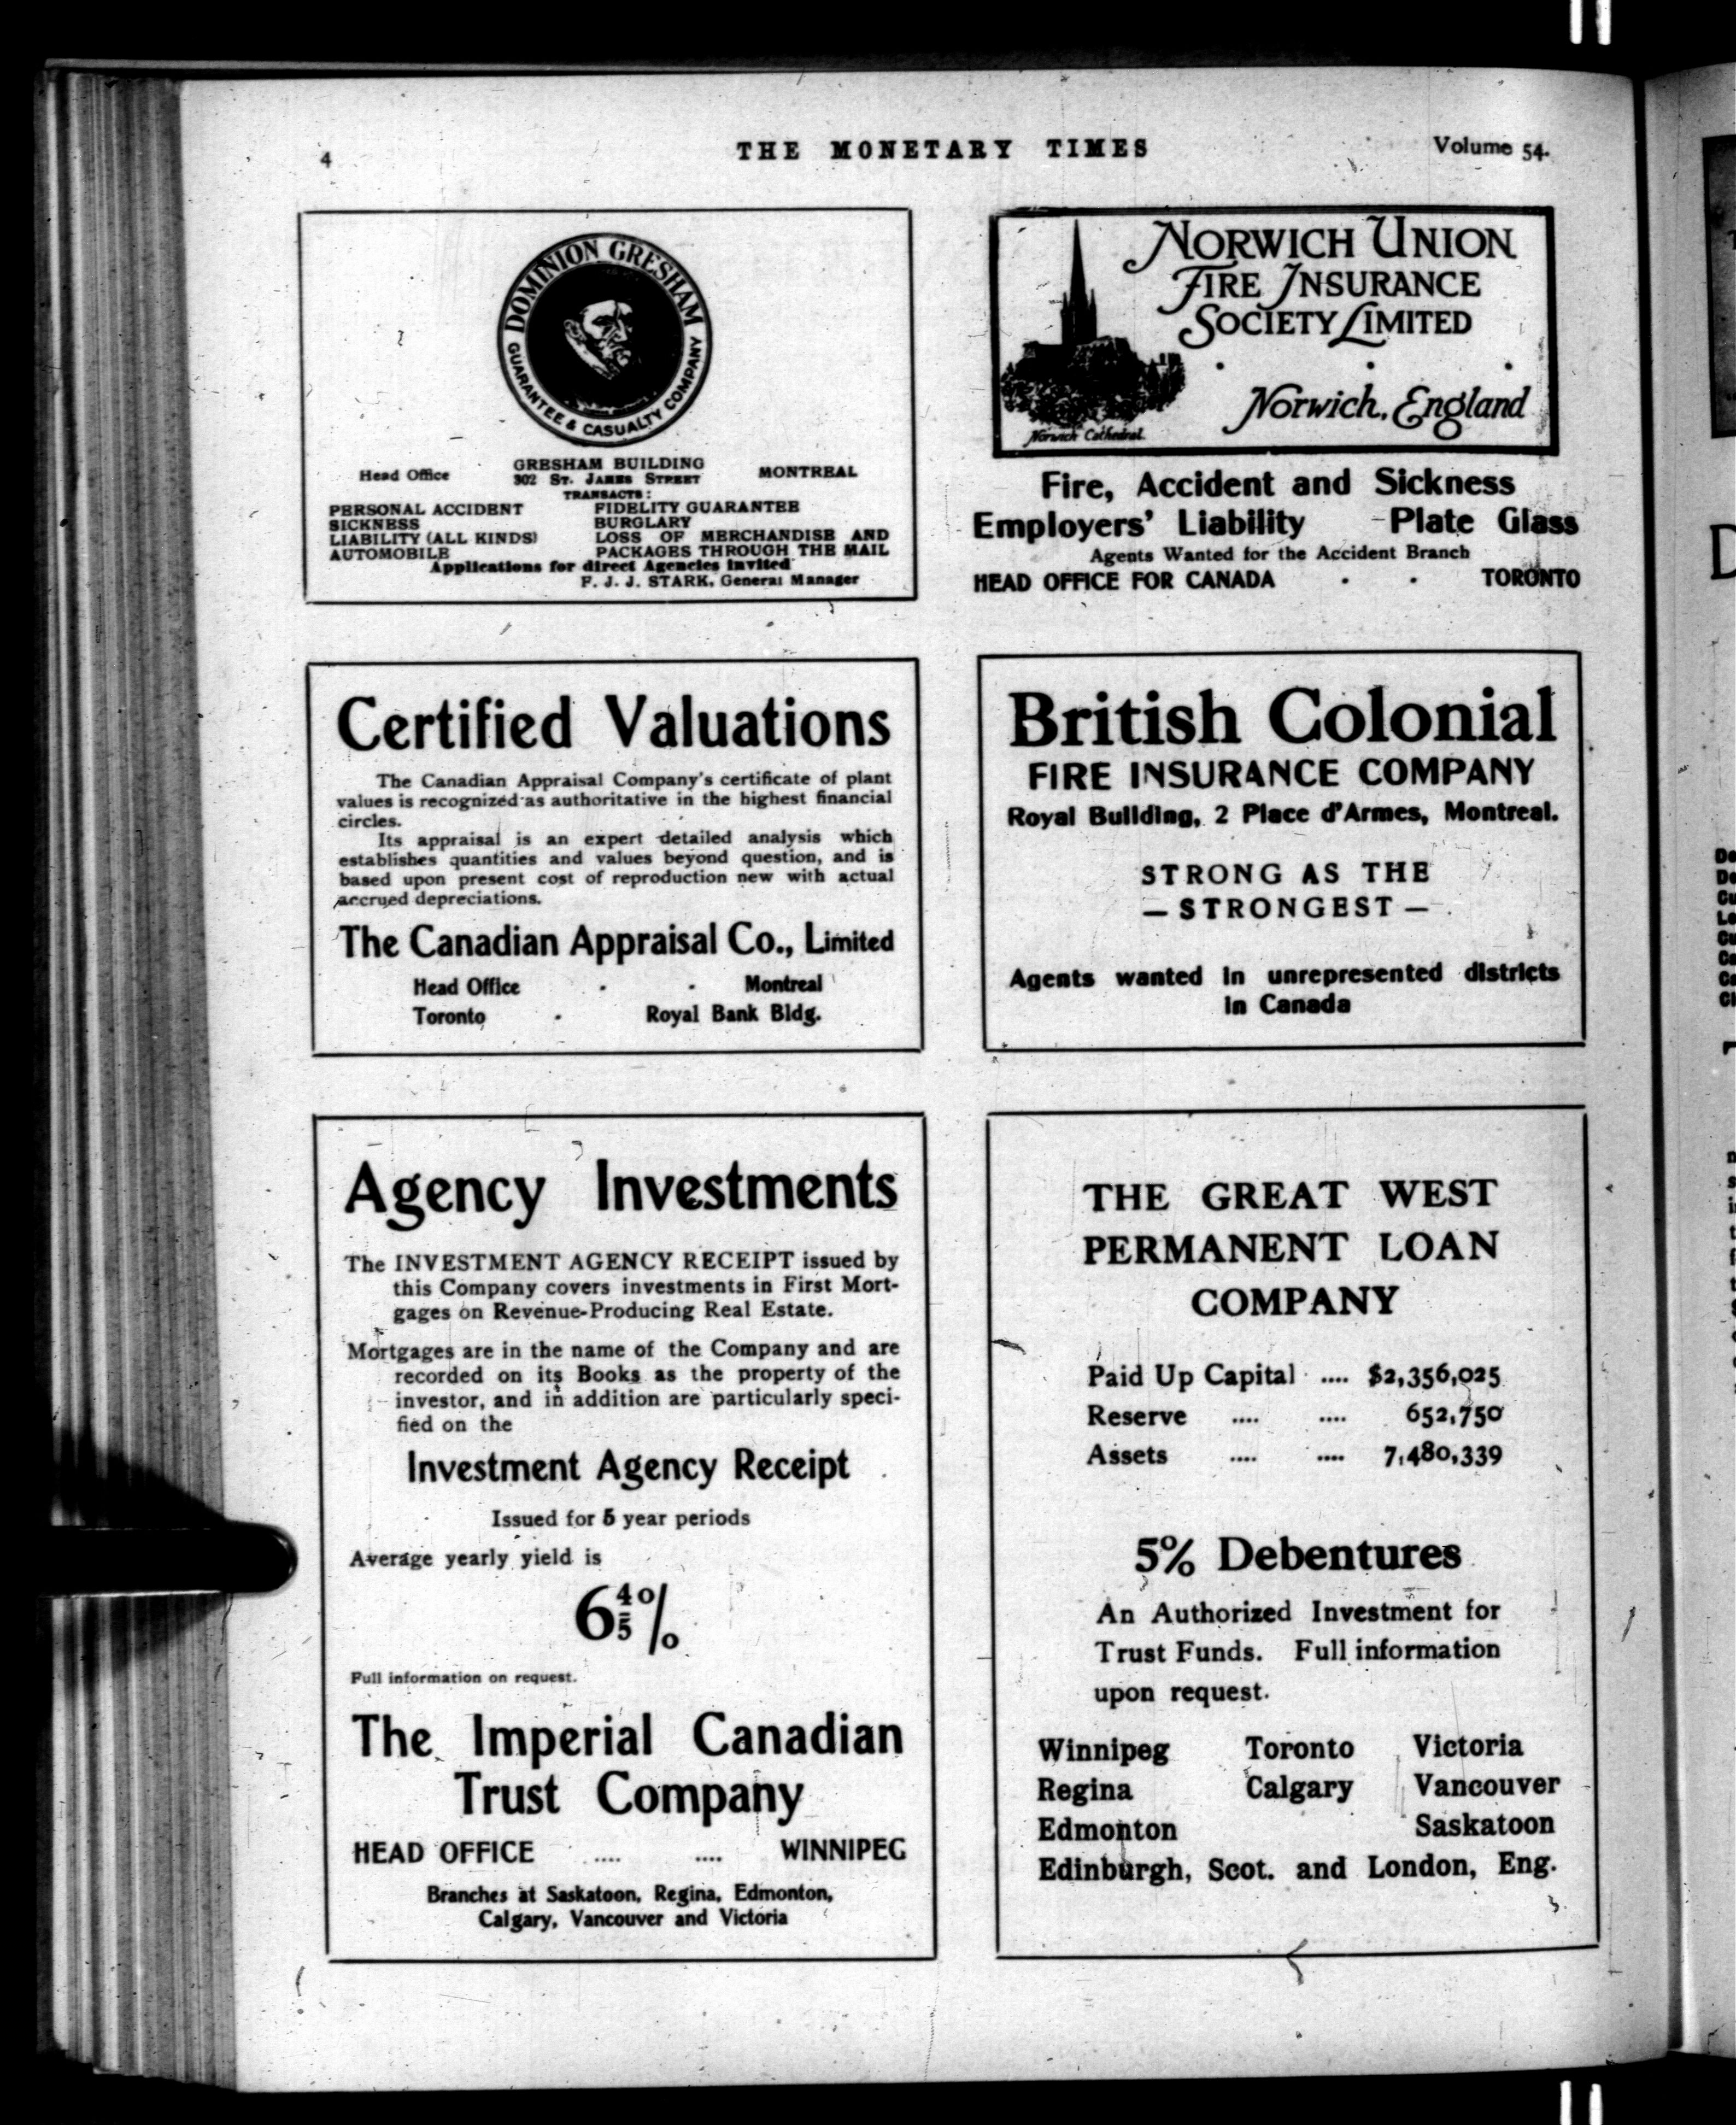 4
THE MONETARY TIMES
Volume 54.
DOMINION GRESHAM
GUARANTEE & CASUALTY COMPANY
Head Office
GRESHAM BUILDING
302 ST. JAMES STREET
MONTREAL
TRANSACTS:
PERSONAL ACCIDENT
SICKNESS
LIABILITY (ALL KINDS)
AUTOMOBILE
FIDELITY GUARANTEE
BURGLARY
LOSS OF MERCHANDISE AND
PACKAGES THROUGH THE MAIL
Applications for direct Agencies invited
F. J. J. STARK, General Manager
NORWICH UNION
FIRE INSURANCE
SOCIETY LIMITED
Norwich, England
Norwich Cathedral.
Fire, Accident and Sickness
Employers' Liability Plate Glass
Agents Wanted for the Accident Branch
HEAD OFFICE FOR CANADA . . TORONTO
Certified Valuations
The Canadian Appraisal Company's certificate of plant
values is recognized as authoritative in the highest financial
circles.
Its appraisal is an expert detailed analysis which
establishes quantities and values beyond question, and is
based upon present cost of reproduction new with actual
accrued depreciations.
The Canadian Appraisal Co., Limited
Head Office . . Montreal
Toronto . Royal Bank Bldg.
British Colonial
FIRE INSURANCE COMPANY
Royal Building, 2 Place d'Armes, Montreal.
STRONG AS THE
— STRONGEST —
Agents wanted in unrepresented districts
in Canada
Agency Investments
The INVESTMENT AGENCY RECEIPT issued by
this Company covers investments in First Mort-
gages on Revenue-Producing Real Estate.
Mortgages are in the name of the Company and are
recorded on its Books as the property of the
investor, and in addition are particularly speci-
fied on the
Investment Agency Receipt
Issued for 5 year periods
Average yearly yield is
6⅘%
Full information on request.
The Imperial Canadian
Trust Company
HEAD OFFICE .... .... WINNIPEG
Branches at Saskatoon, Regina, Edmonton,
Calgary, Vancouver and Victoria
THE GREAT WEST
PERMANENT LOAN
COMPANY
Paid Up Capital .... $2,356,025
Reserve .... .... 652,750
Assets .... .... 7,480,339
5% Debentures
An Authorized Investment for
Trust Funds. Full information
upon request.
Winnipeg Toronto Victoria
Regina Calgary Vancouver
Edmonton Saskatoon
Edinburgh, Scot. and London, Eng.